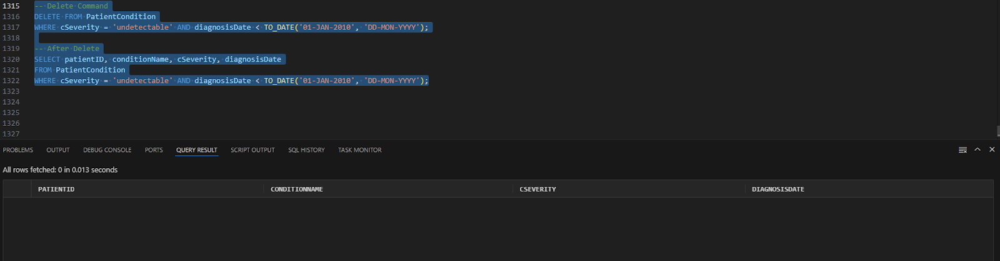 1315 -- Delete Command
1316 DELETE FROM PatientCondition
1317 WHERE cSeverity = 'undetectable' AND diagnosisDate < TO_DATE('01-JAN-2010', 'DD-MON-YYYY');
1318
1319 -- After Delete
1320 SELECT patientID, conditionName, cSeverity, diagnosisDate
1321 FROM PatientCondition
1322 WHERE cSeverity = 'undetectable' AND diagnosisDate < TO_DATE('01-JAN-2010', 'DD-MON-YYYY');
1323
1324
1325
1326
1327
PROBLEMS OUTPUT DEBUG CONSOLE PORTS QUERY RESULT SCRIPT OUTPUT SQL HISTORY TASK MONITOR
All rows fetched: 0 in 0.013 seconds
PATIENTID CONDITIONNAME CSEVERITY DIAGNOSISDATE